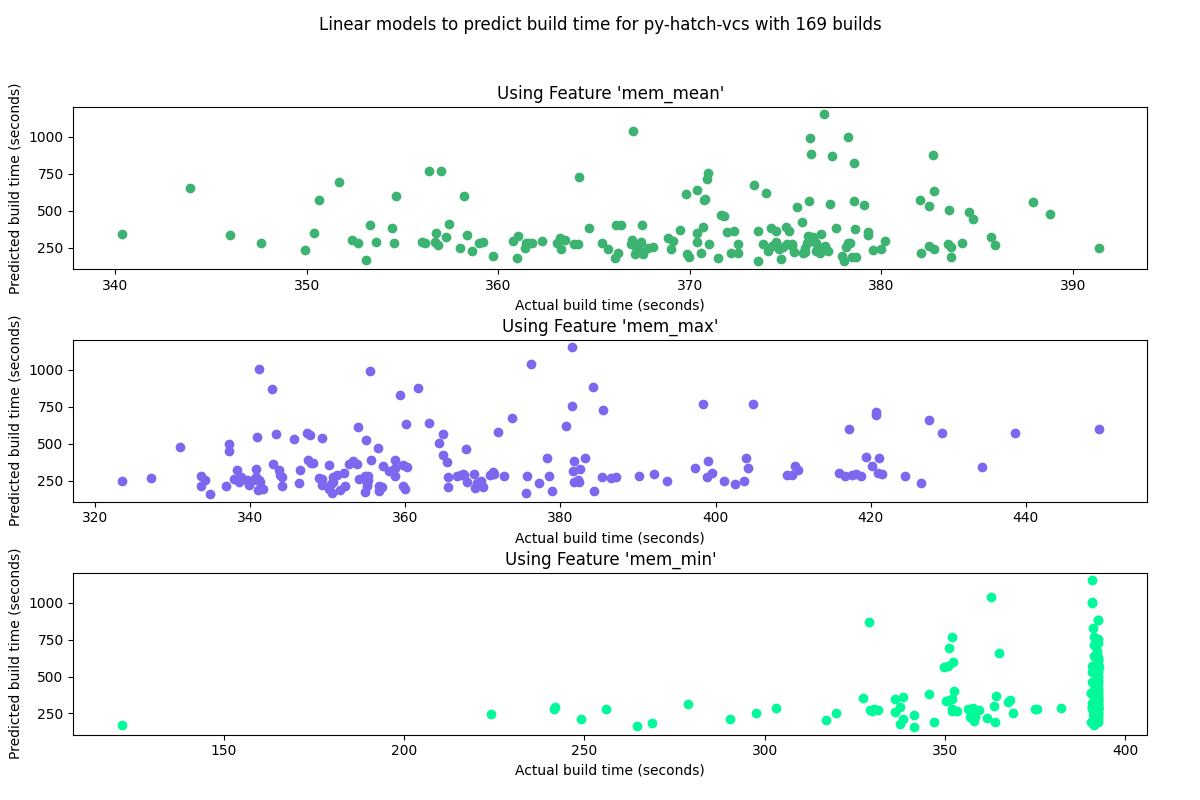 Linear models to predict build time for py-hatch-vcs with 169 builds
Using Feature 'mem_mean'
Predicted build time (seconds)
1000
750
500
250
340 350 360 370 380 390
Actual build time (seconds)
Using Feature 'mem_max'
Predicted build time (seconds)
1000
750
500
250
320 340 360 380 400 420 440
Actual build time (seconds)
Using Feature 'mem_min'
Predicted build time (seconds)
1000
750
500
250
150 200 250 300 350 400
Actual build time (seconds)